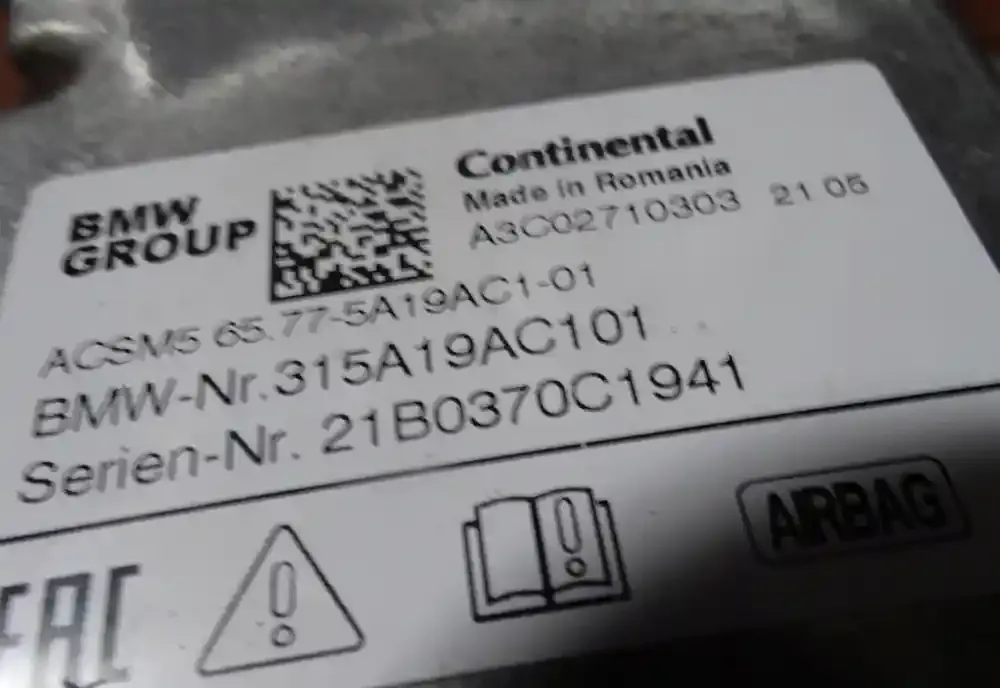 BMW
GROUP
Continental
Made in Romania
A3C02710303 21 05
ACSM5 65.77-5A19AC1-01
BMW-Nr.315A19AC101
Serien-Nr. 21B0370C1941
EAC
AIRBAG